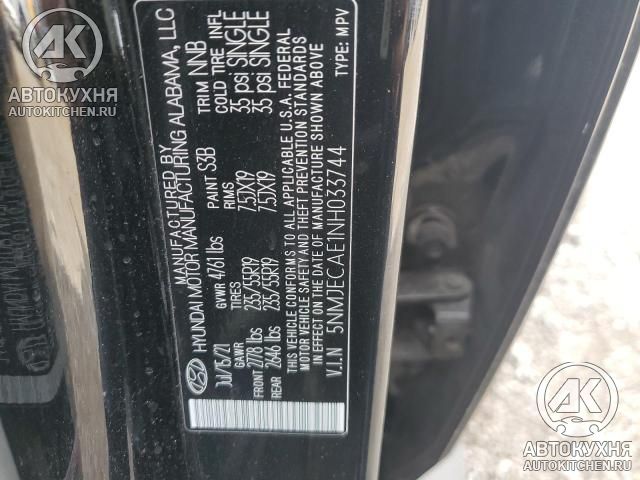 MANUFACTURED BY
HYUNDAI MOTOR MANUFACTURING ALABAMA, LLC
JU/15/21 PAINT S3B TRIM NNB
GVWR 4761 lbs
GAWR TIRES RIMS COLD TIRE INFL
FRONT 2778 lbs 235/55R19 7.5JX19 35 psi SINGLE
REAR 2646 lbs 235/55R19 7.5JX19 35 psi SINGLE
THIS VEHICLE CONFORMS TO ALL APPLICABLE U.S.A. FEDERAL
MOTOR VEHICLE SAFETY AND THEFT PREVENTION STANDARDS
IN EFFECT ON THE DATE OF MANUFACTURE SHOWN ABOVE
V.I.N 5NMJECAE1NH033744 TYPE: MPV
АК
АВТОКУХНЯ
AUTOKITCHEN.RU
АК
АВТОКУХНЯ
AUTOKITCHEN.RU